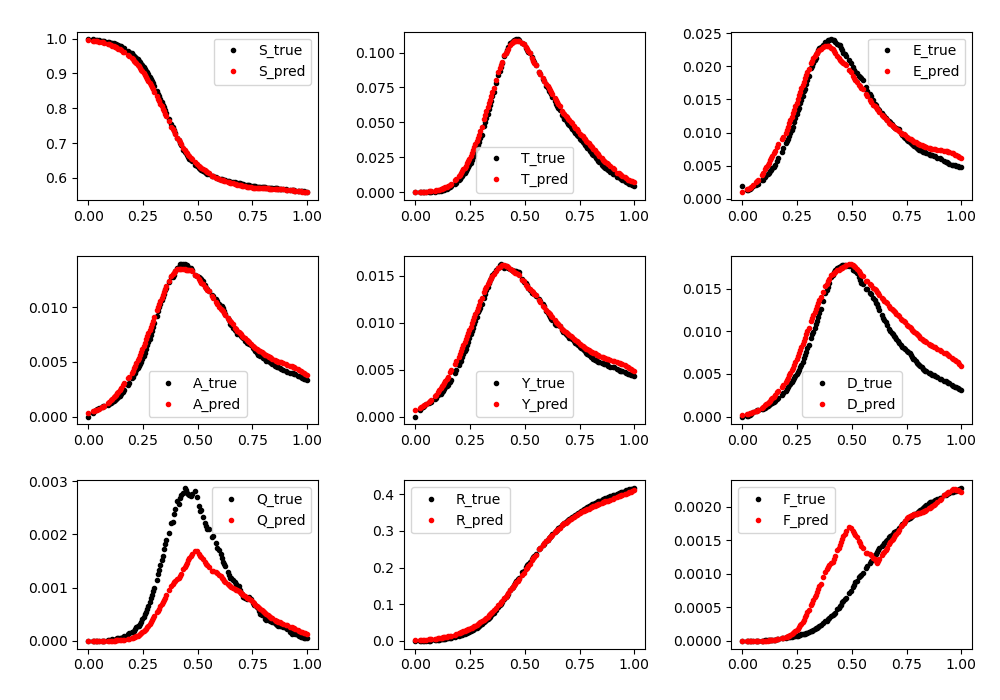 1.0
0.9
0.8
0.7
0.6
S_true
S_pred
0.00 0.25 0.50 0.75 1.00
0.100
0.075
0.050
0.025
0.000
T_true
T_pred
0.00 0.25 0.50 0.75 1.00
0.025
0.020
0.015
0.010
0.005
0.000
E_true
E_pred
0.00 0.25 0.50 0.75 1.00
0.010
0.005
0.000
A_true
A_pred
0.00 0.25 0.50 0.75 1.00
0.015
0.010
0.005
0.000
Y_true
Y_pred
0.00 0.25 0.50 0.75 1.00
0.015
0.010
0.005
0.000
D_true
D_pred
0.00 0.25 0.50 0.75 1.00
0.003
0.002
0.001
0.000
Q_true
Q_pred
0.00 0.25 0.50 0.75 1.00
0.4
0.3
0.2
0.1
0.0
R_true
R_pred
0.00 0.25 0.50 0.75 1.00
0.0020
0.0015
0.0010
0.0005
0.0000
F_true
F_pred
0.00 0.25 0.50 0.75 1.00